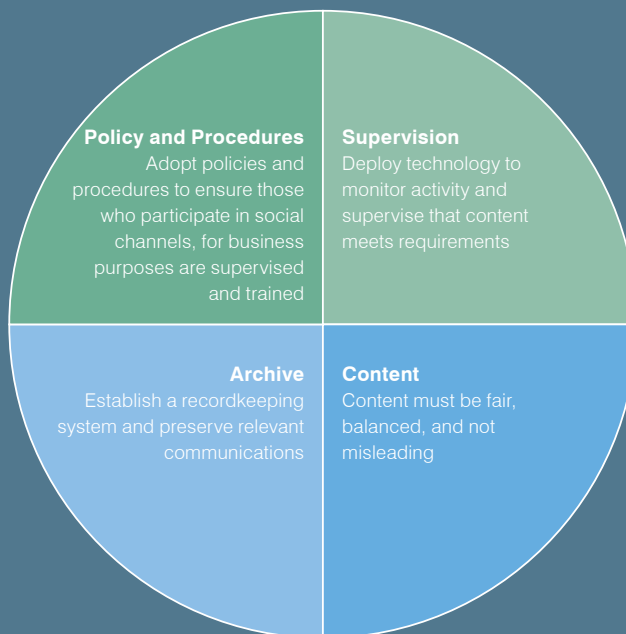 Policy and Procedures
Adopt policies and
procedures to ensure those
who participate in social
channels, for business
purposes are supervised
and trained
Supervision
Deploy technology to
monitor activity and
supervise that content
meets requirements
Archive
Establish a recordkeeping
system and preserve relevant
communications
Content
Content must be fair,
balanced, and not
misleading